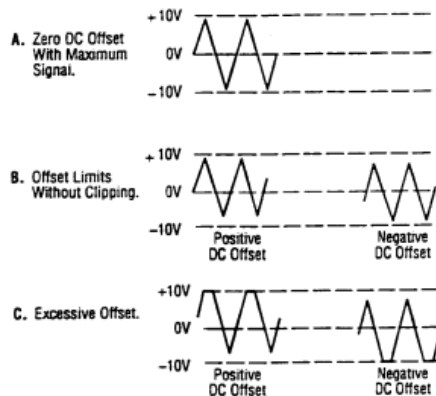 +10V
A. Zero DC Offset
With Maximum
Signal.
0V
-10V
+10V
B. Offset Limits
Without Clipping.
0V
-10V
Positive
DC Offset
Negative
DC Offset
+10V
C. Excessive Offset.
0V
-10V
Positive
DC Offset
Negative
DC Offset